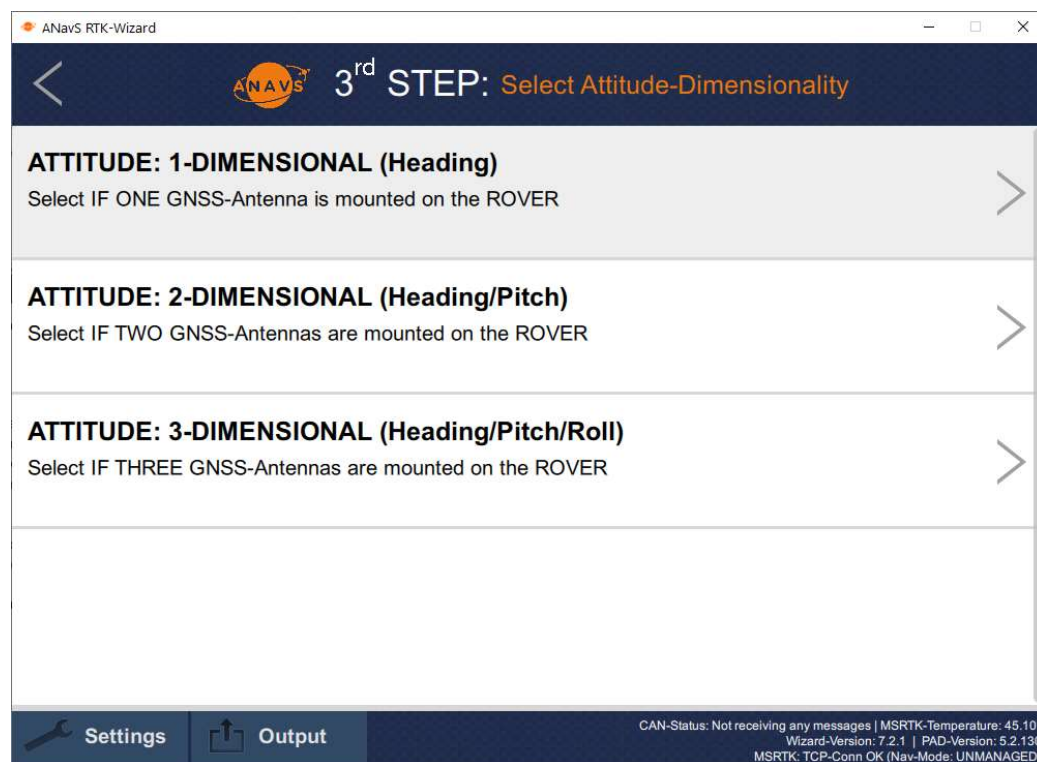 ANavS RTK-Wizard
ANAVS 3rd STEP: Select Attitude-Dimensionality
ATTITUDE: 1-DIMENSIONAL (Heading)
Select IF ONE GNSS-Antenna is mounted on the ROVER
ATTITUDE: 2-DIMENSIONAL (Heading/Pitch)
Select IF TWO GNSS-Antennas are mounted on the ROVER
ATTITUDE: 3-DIMENSIONAL (Heading/Pitch/Roll)
Select IF THREE GNSS-Antennas are mounted on the ROVER
Settings Output
CAN-Status: Not receiving any messages | MSRTK-Temperature: 45.10
Wizard-Version: 7.2.1 | PAD-Version: 5.2.130
MSRTK: TCP-Conn OK (Nav-Mode: UNMANAGED